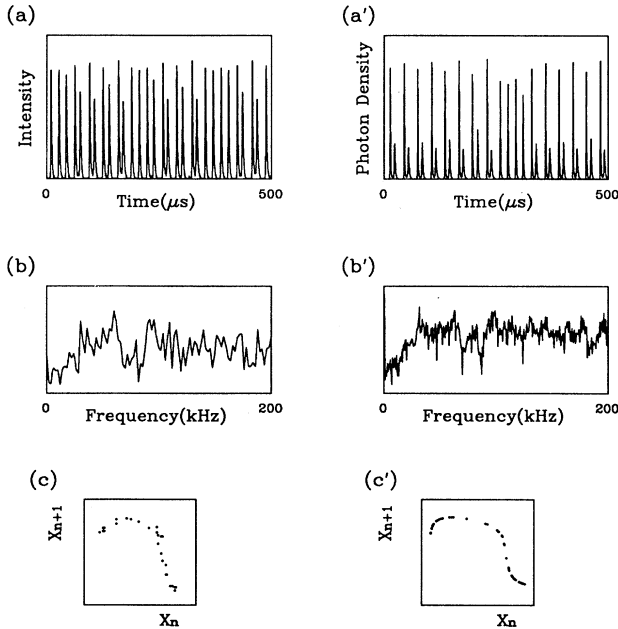 (a)
(a′)
Intensity
Photon Density
0
500
0
500
Time(μs)
Time(μs)
(b)
(b′)
0
200
0
200
Frequency(kHz)
Frequency(kHz)
(c)
(c′)
Xn+1
Xn+1
Xn
Xn